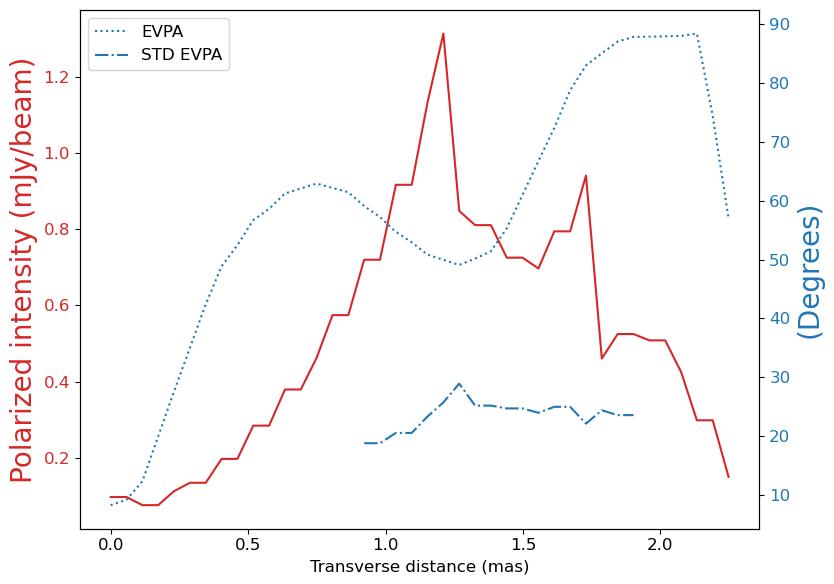 EVPA
STD EVPA
Polarized intensity (mJy/beam)
1.2
1.0
0.8
0.6
0.4
0.2
90
80
70
60
50
40
30
20
10
(Degrees)
0.0 0.5 1.0 1.5 2.0
Transverse distance (mas)